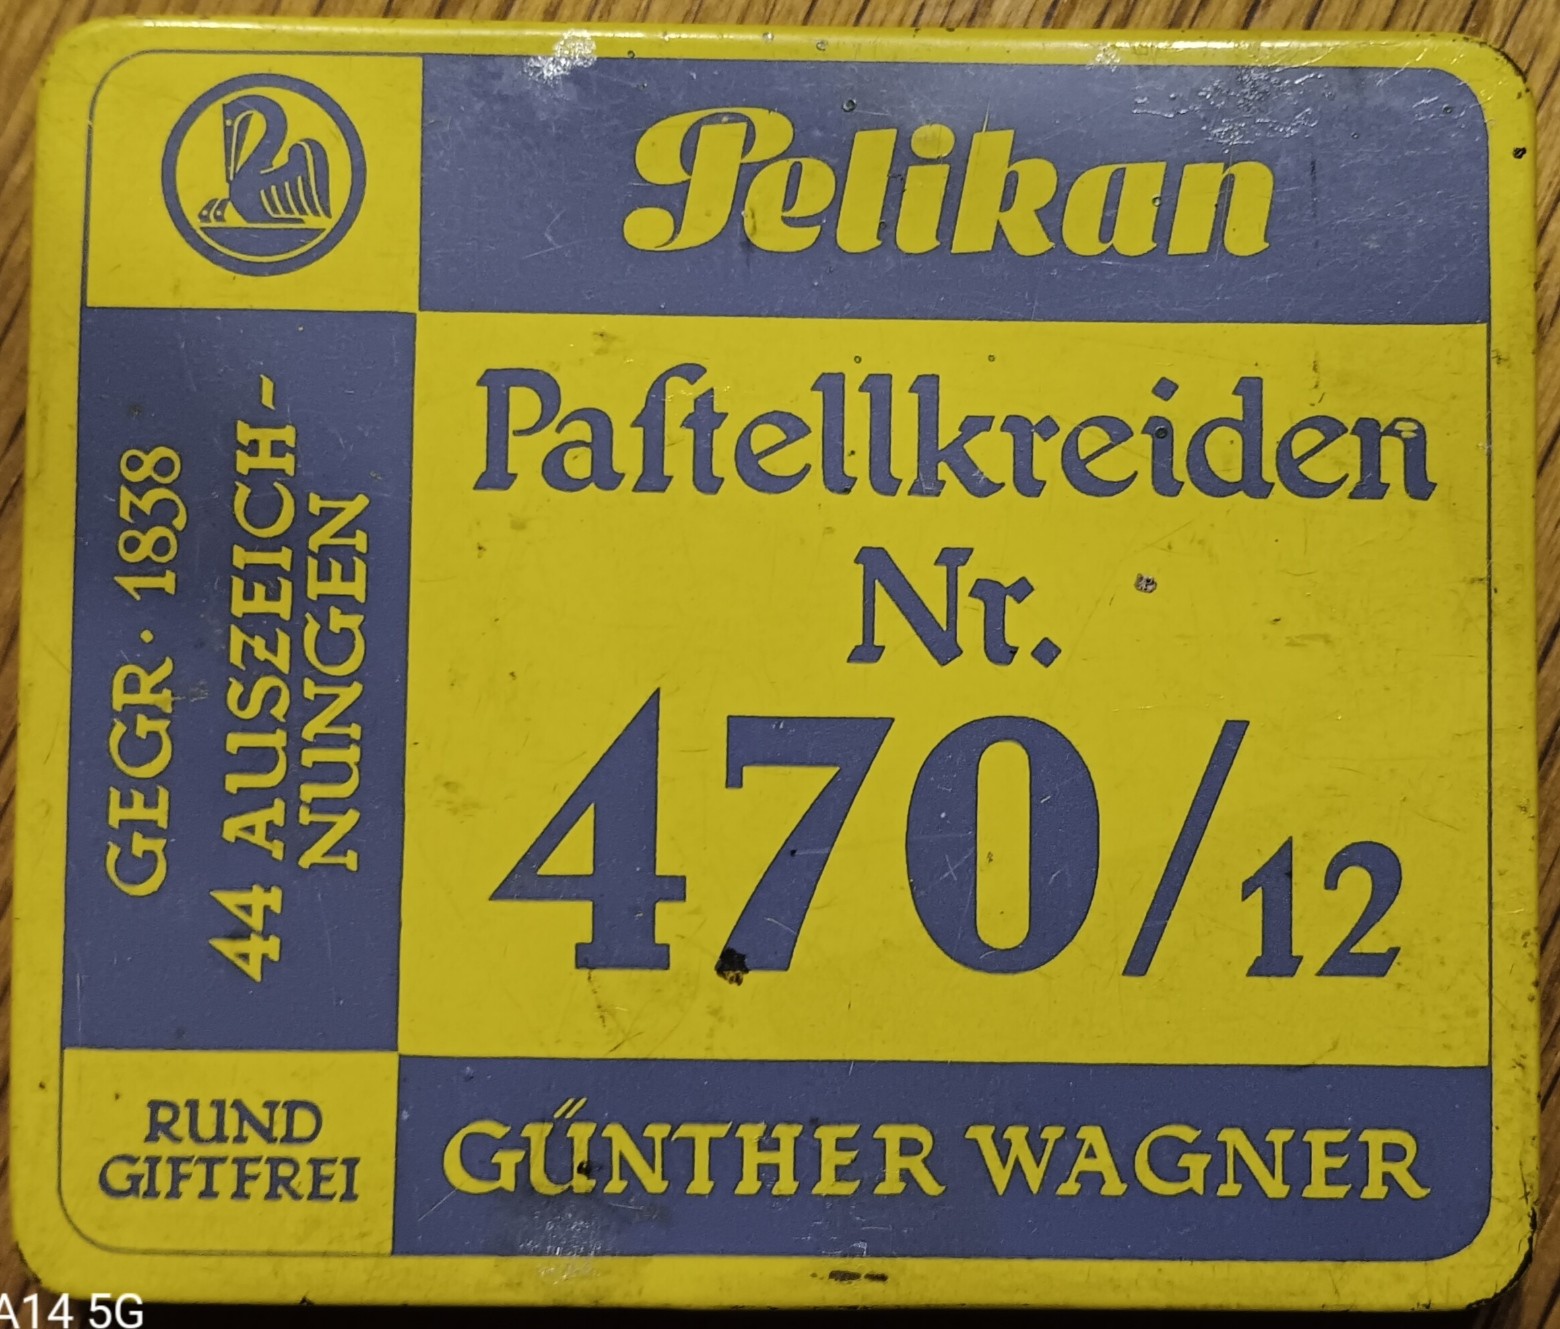 Pelikan
Paſtellkreiden
Nr.
470/12
GEGR. 1838
44 AUSZEICH-
NUNGEN
RUND
GIFTFREI
GÜNTHER WAGNER
A14 5G